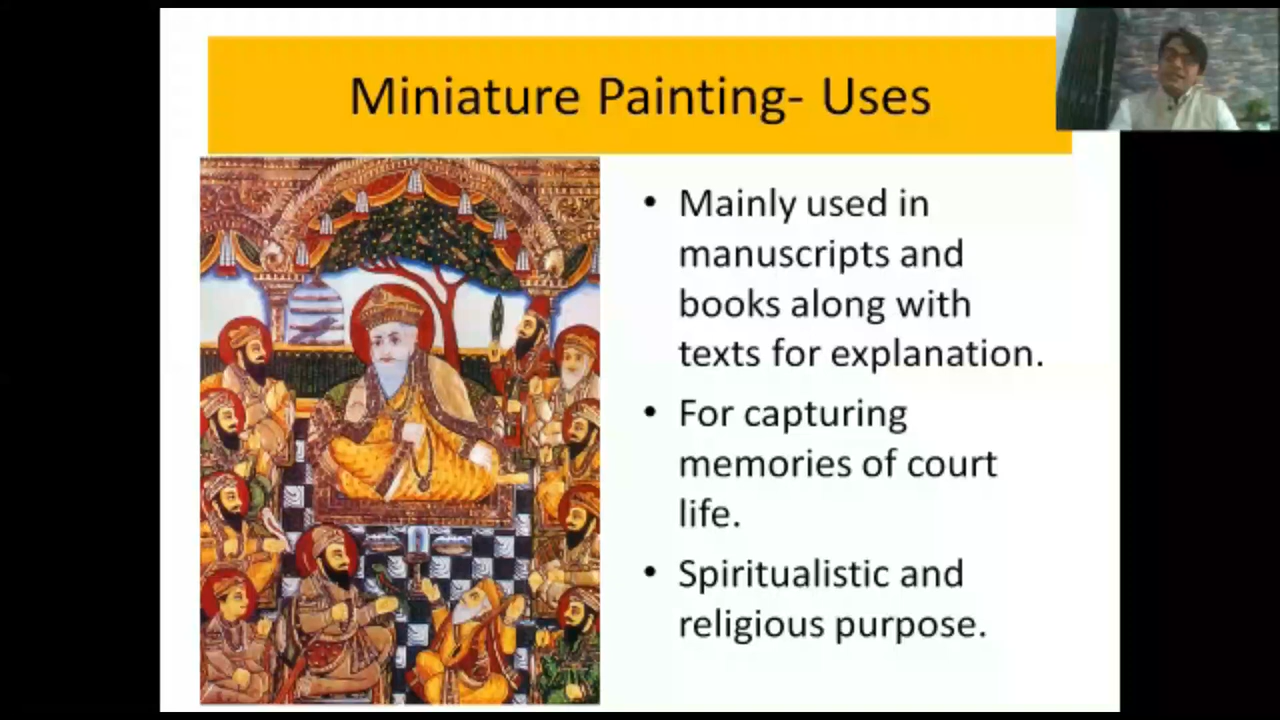 Miniature Painting- Uses
• Mainly used in
manuscripts and
books along with
texts for explanation.
• For capturing
memories of court
life.
• Spiritualistic and
religious purpose.